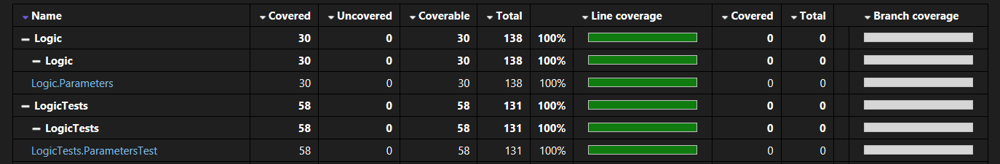 Name Covered Uncovered Coverable Total Line coverage Covered Total Branch coverage
Logic 30 0 30 138 100% 0 0
Logic 30 0 30 138 100% 0 0
Logic.Parameters 30 0 30 138 100% 0 0
LogicTests 58 0 58 131 100% 0 0
LogicTests 58 0 58 131 100% 0 0
LogicTests.ParametersTest 58 0 58 131 100% 0 0